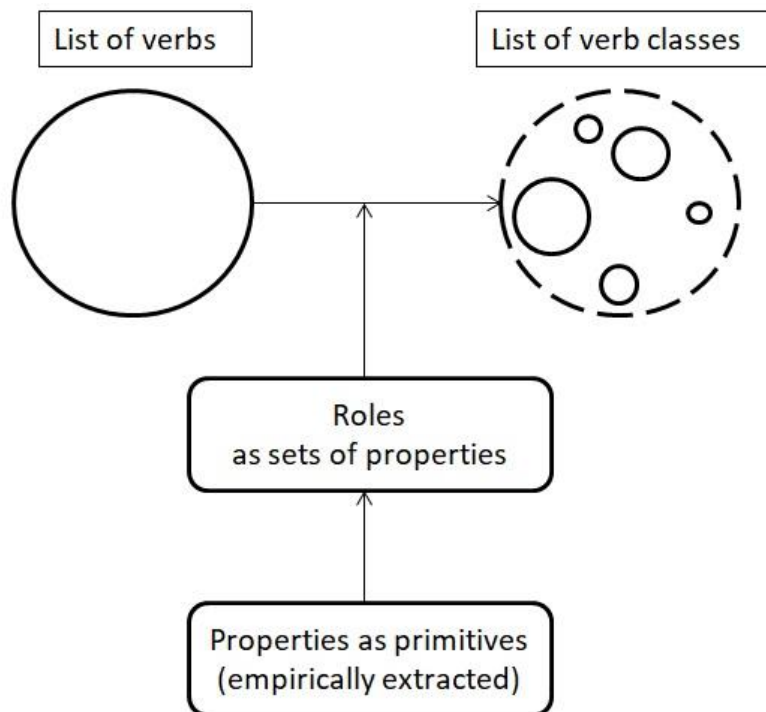 List of verbs
List of verb classes
Roles
as sets of properties
Properties as primitives
(empirically extracted)